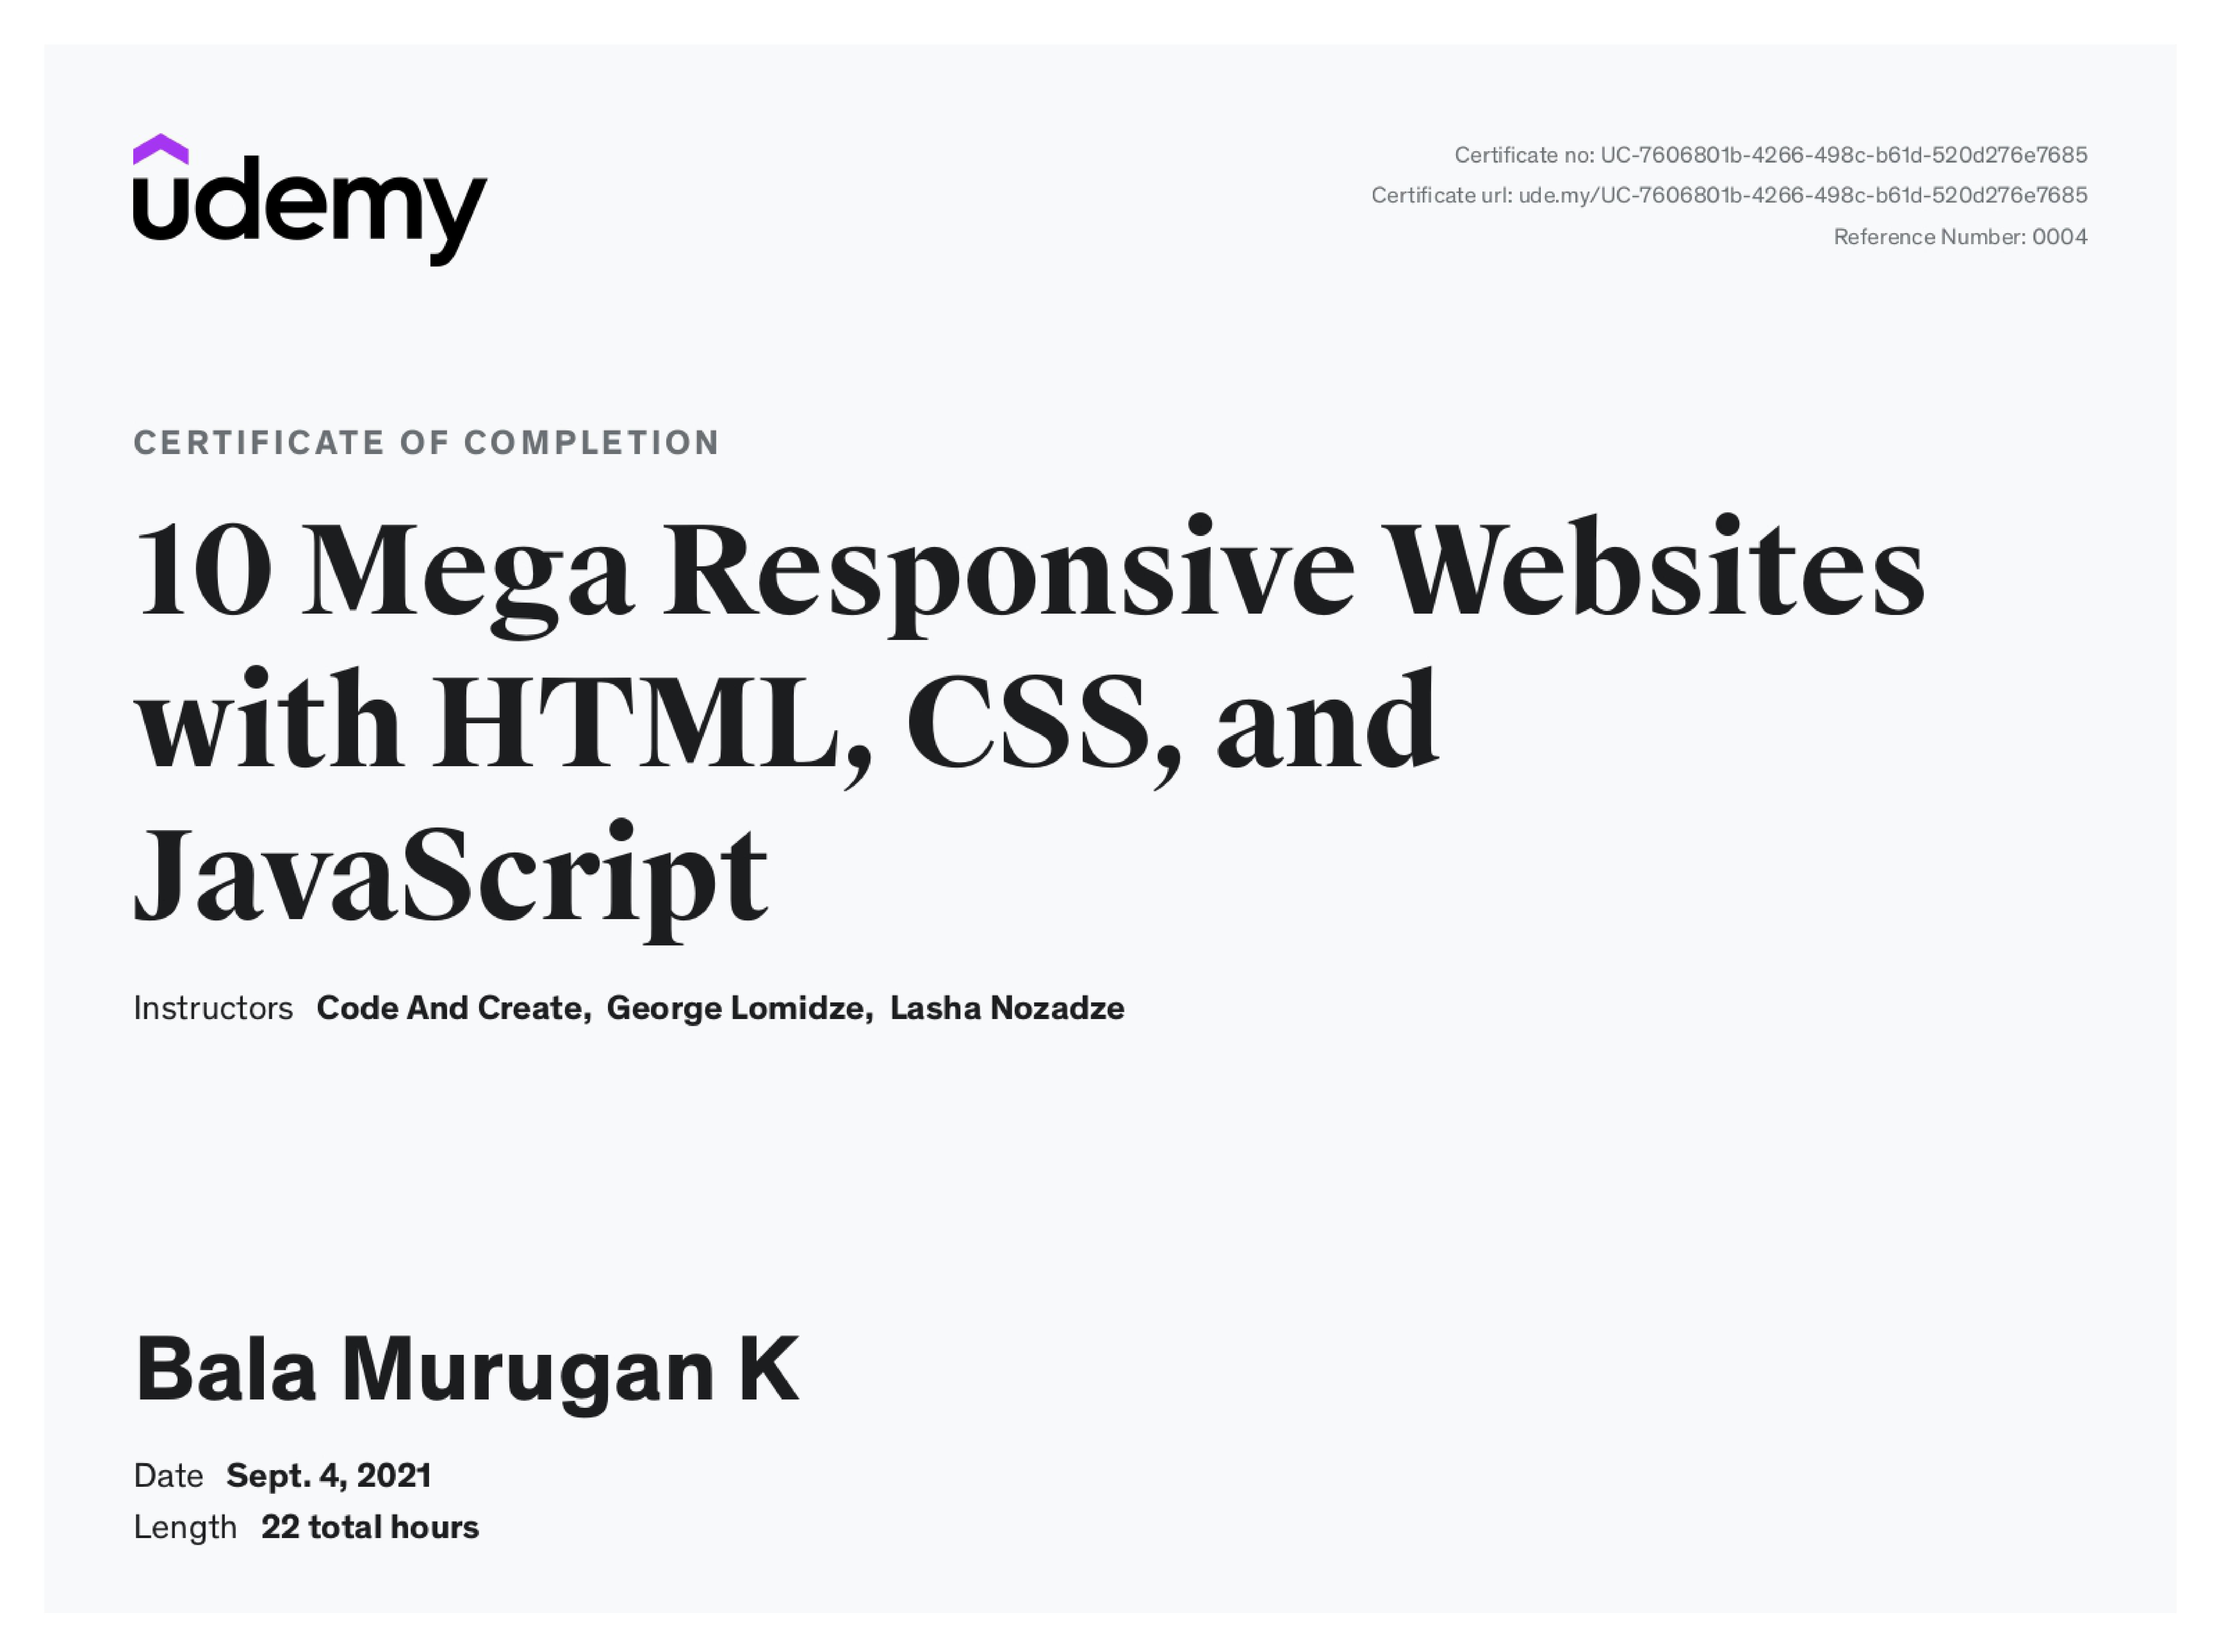 udemy
Certificate no: UC-7606801b-4266-498c-b61d-520d276e7685
Certificate url: ude.my/UC-7606801b-4266-498c-b61d-520d276e7685
Reference Number: 0004
CERTIFICATE OF COMPLETION
10 Mega Responsive Websites
with HTML, CSS, and
JavaScript
Instructors Code And Create, George Lomidze, Lasha Nozadze
Bala Murugan K
Date Sept. 4, 2021
Length 22 total hours